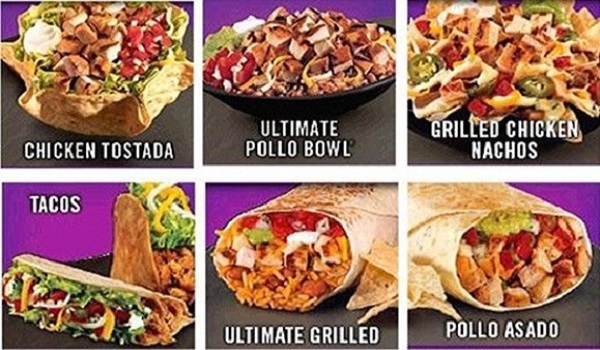 CHICKEN TOSTADA
ULTIMATE
POLLO BOWL
GRILLED CHICKEN
NACHOS
TACOS
ULTIMATE GRILLED
POLLO ASADO